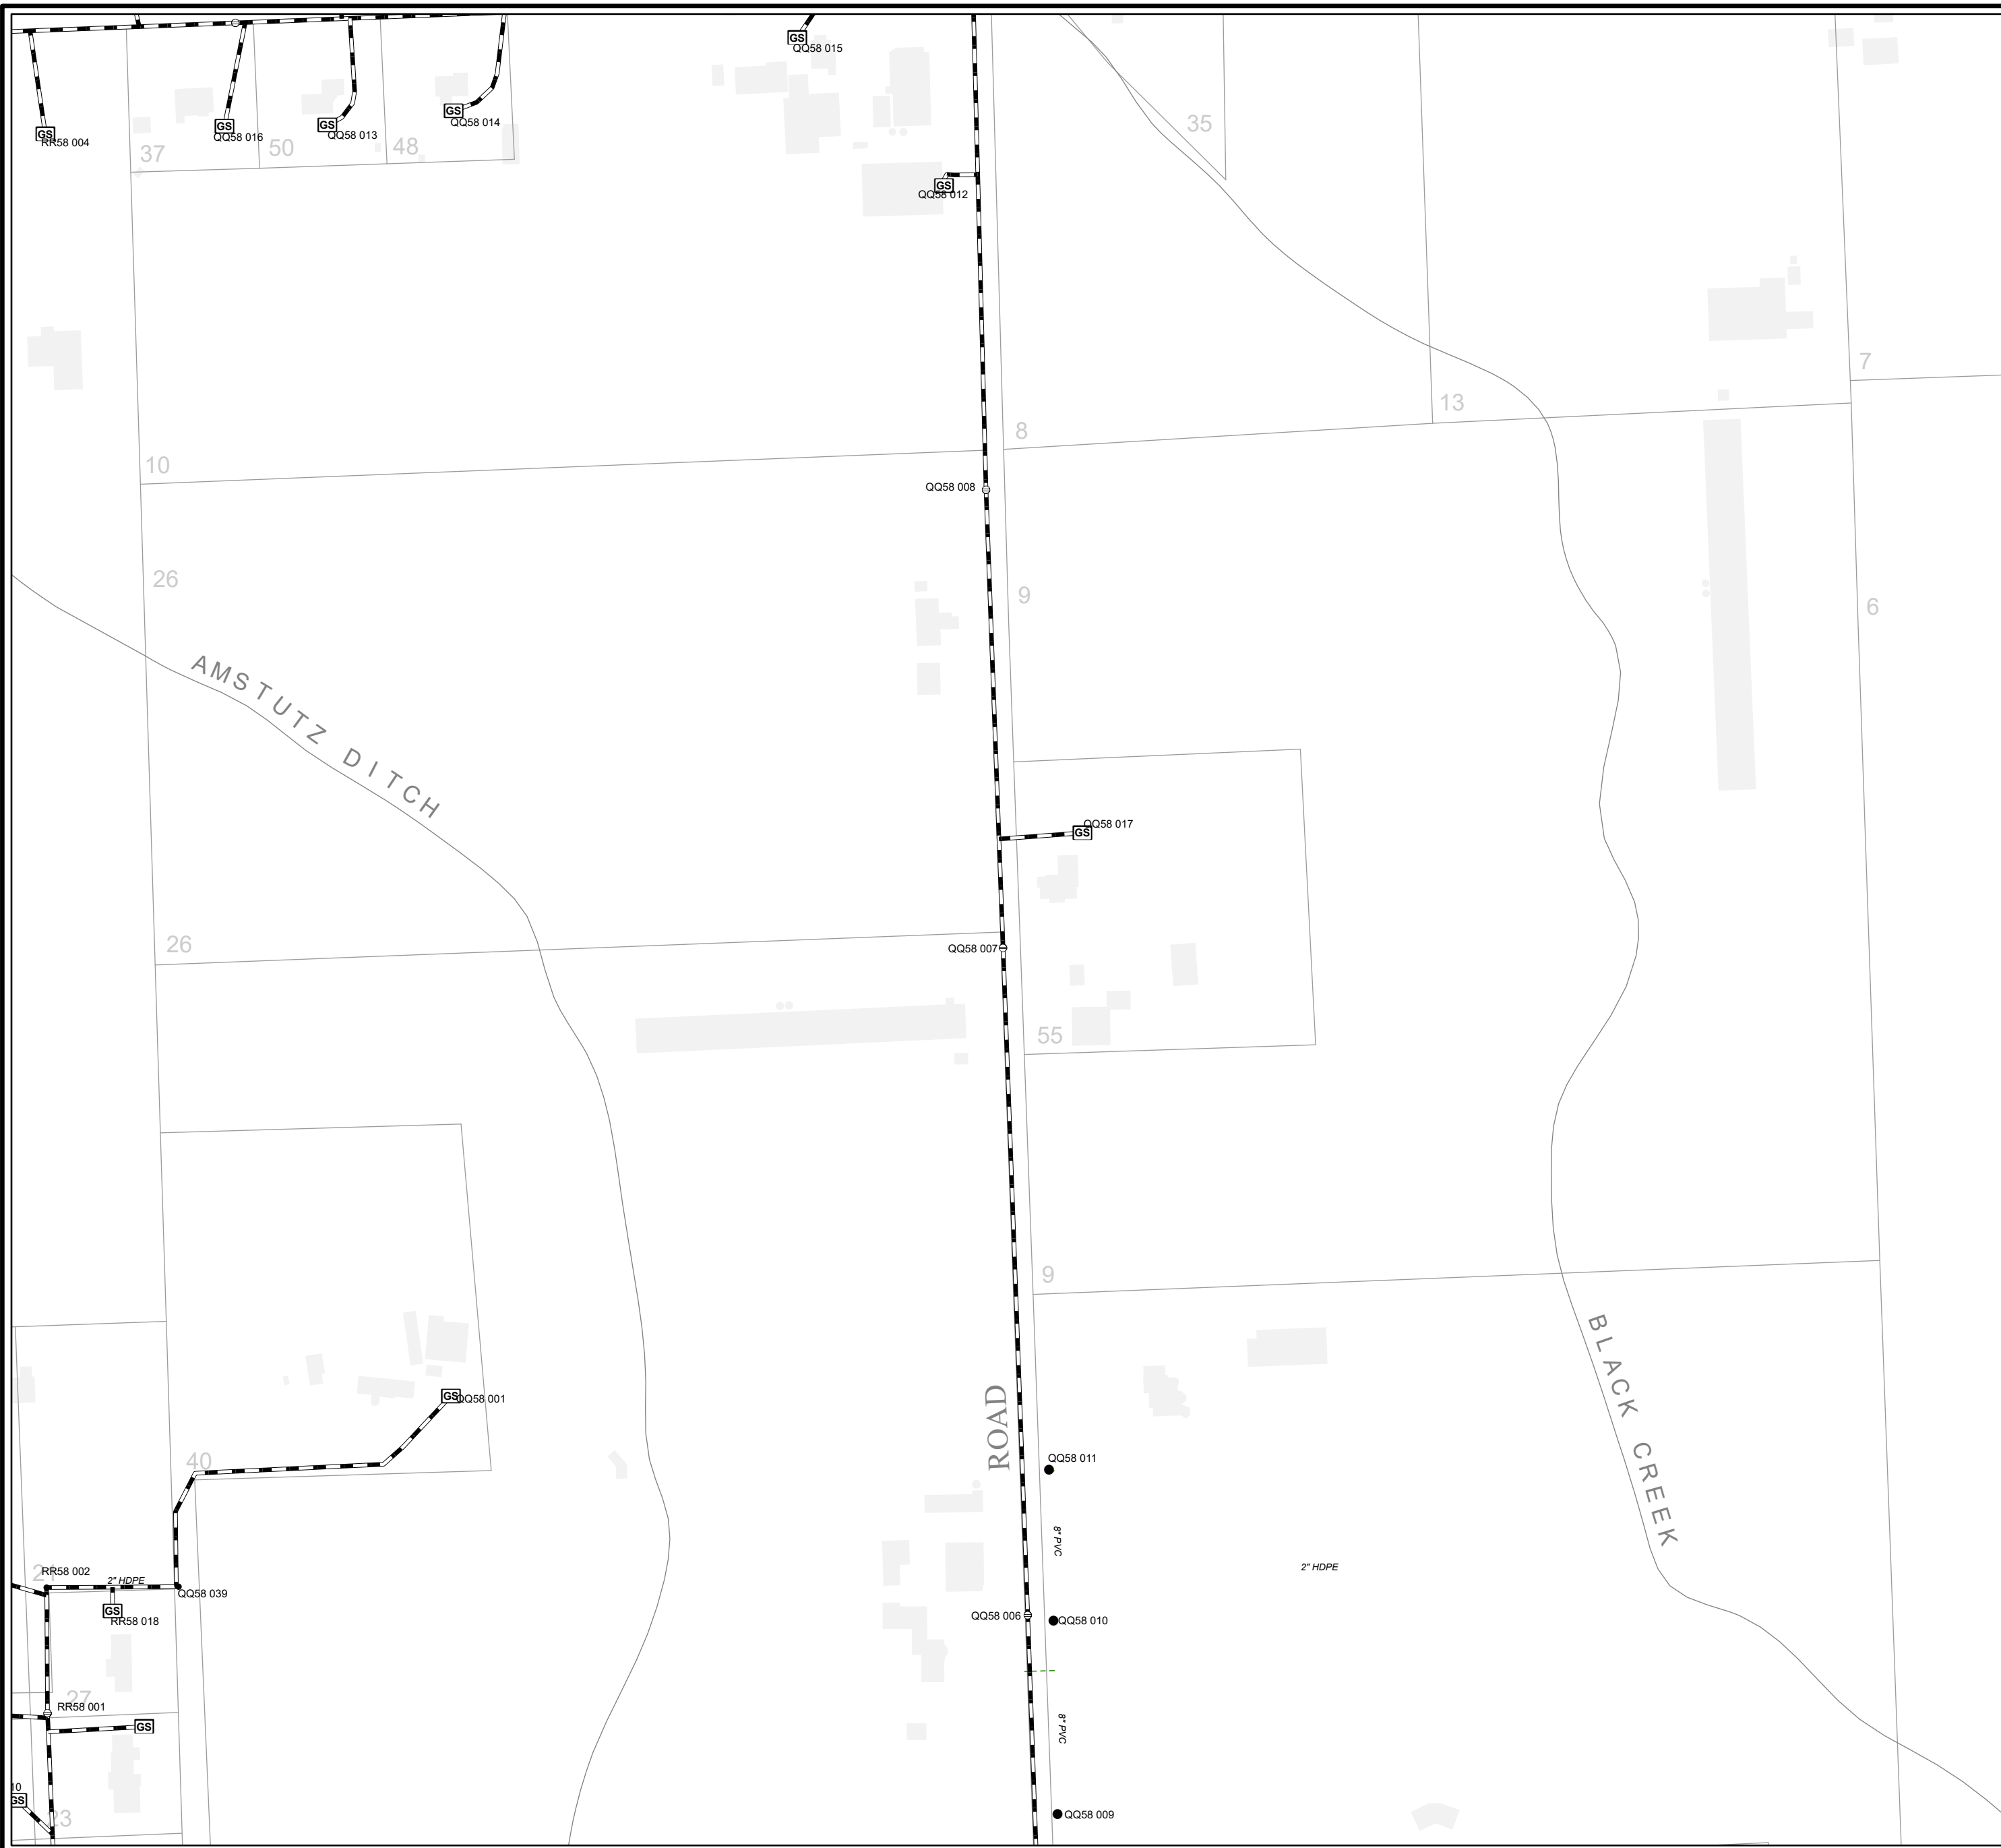 GS
QQ58 015
GS
RR58 004
GS
QQ58 016
GS
QQ58 013
GS
QQ58 014
37
50
48
35
GS
QQ58 012
7
13
8
10
QQ58 008
26
9
6
AMSTUTZ DITCH
GS
QQ58 017
26
QQ58 007
55
9
BLACK CREEK
ROAD
GS
QQ58 001
40
QQ58 011
8" PVC
2" HDPE
RR58 002
2" HDPE
QQ58 039
GS
RR58 018
QQ58 006
QQ58 010
27
RR58 001
GS
8" PVC
10
GS
23
QQ58 009